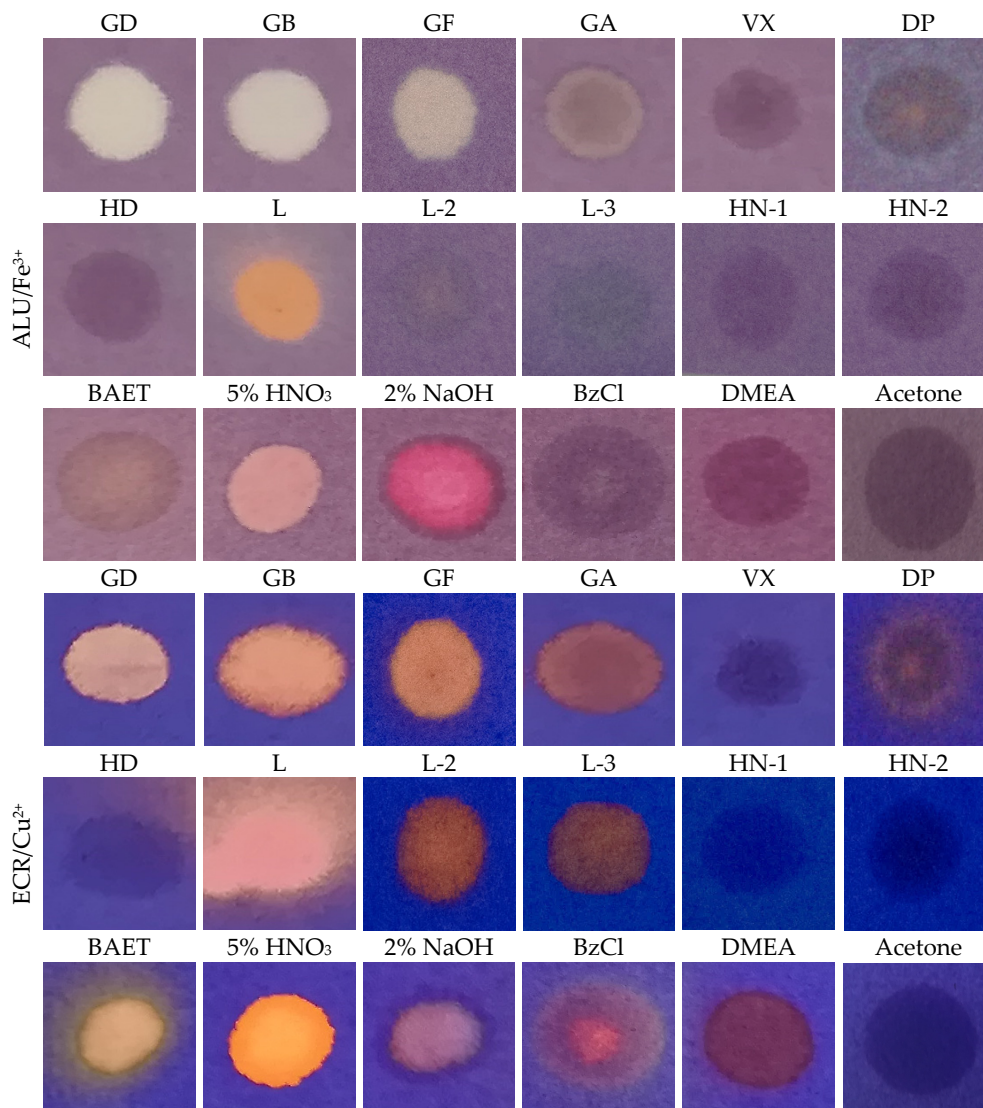 GD GB GF GA VX DP
HD L L-2 L-3 HN-1 HN-2
ALU/Fe³⁺
BAET 5% HNO₃ 2% NaOH BzCl DMEA Acetone
GD GB GF GA VX DP
HD L L-2 L-3 HN-1 HN-2
ECR/Cu²⁺
BAET 5% HNO₃ 2% NaOH BzCl DMEA Acetone